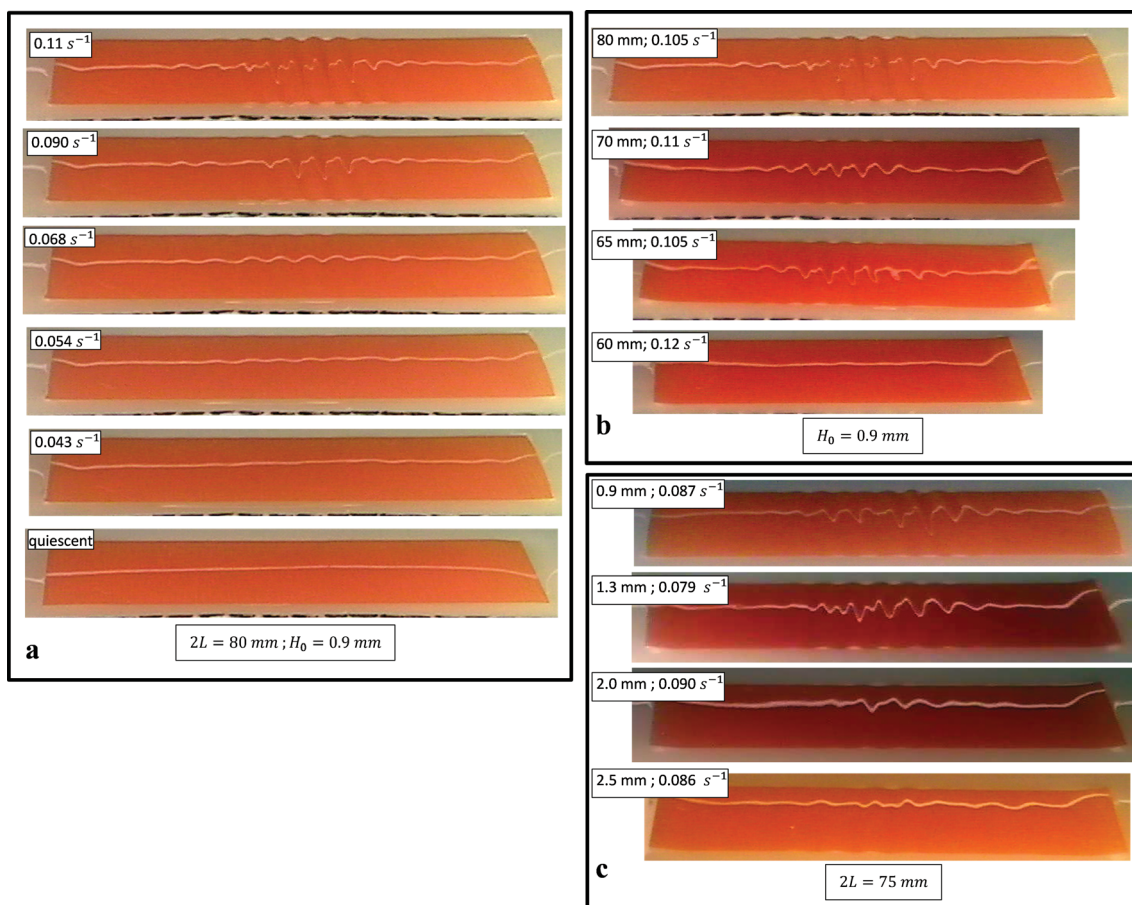 0.11 s⁻¹
0.090 s⁻¹
0.068 s⁻¹
0.054 s⁻¹
0.043 s⁻¹
quiescent
a
2L = 80 mm ; H₀ = 0.9 mm
80 mm; 0.105 s⁻¹
70 mm; 0.11 s⁻¹
65 mm; 0.105 s⁻¹
60 mm; 0.12 s⁻¹
b
H₀ = 0.9 mm
0.9 mm ; 0.087 s⁻¹
1.3 mm ; 0.079 s⁻¹
2.0 mm ; 0.090 s⁻¹
2.5 mm ; 0.086 s⁻¹
c
2L = 75 mm